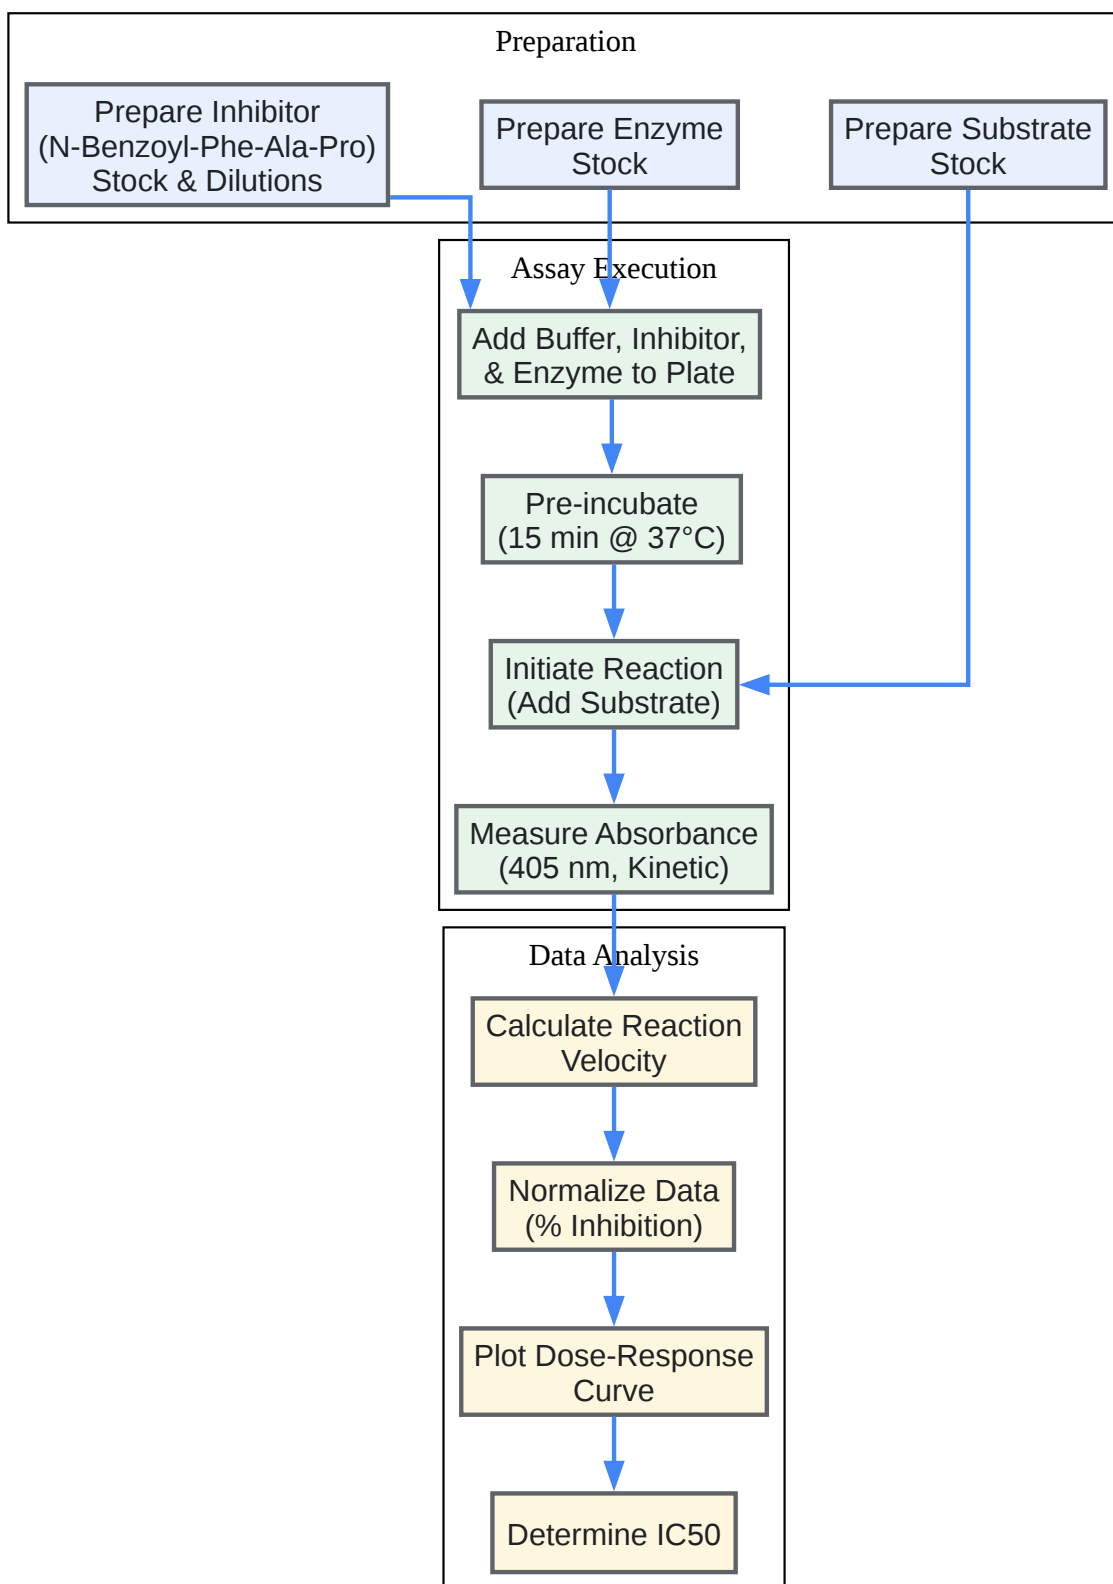 Preparation
Prepare Inhibitor
(N-Benzoyl-Phe-Ala-Pro)
Stock & Dilutions
Prepare Enzyme
Stock
Prepare Substrate
Stock
Assay Execution
Add Buffer, Inhibitor,
& Enzyme to Plate
Pre-incubate
(15 min @ 37°C)
Initiate Reaction
(Add Substrate)
Measure Absorbance
(405 nm, Kinetic)
Data Analysis
Calculate Reaction
Velocity
Normalize Data
(% Inhibition)
Plot Dose-Response
Curve
Determine IC50